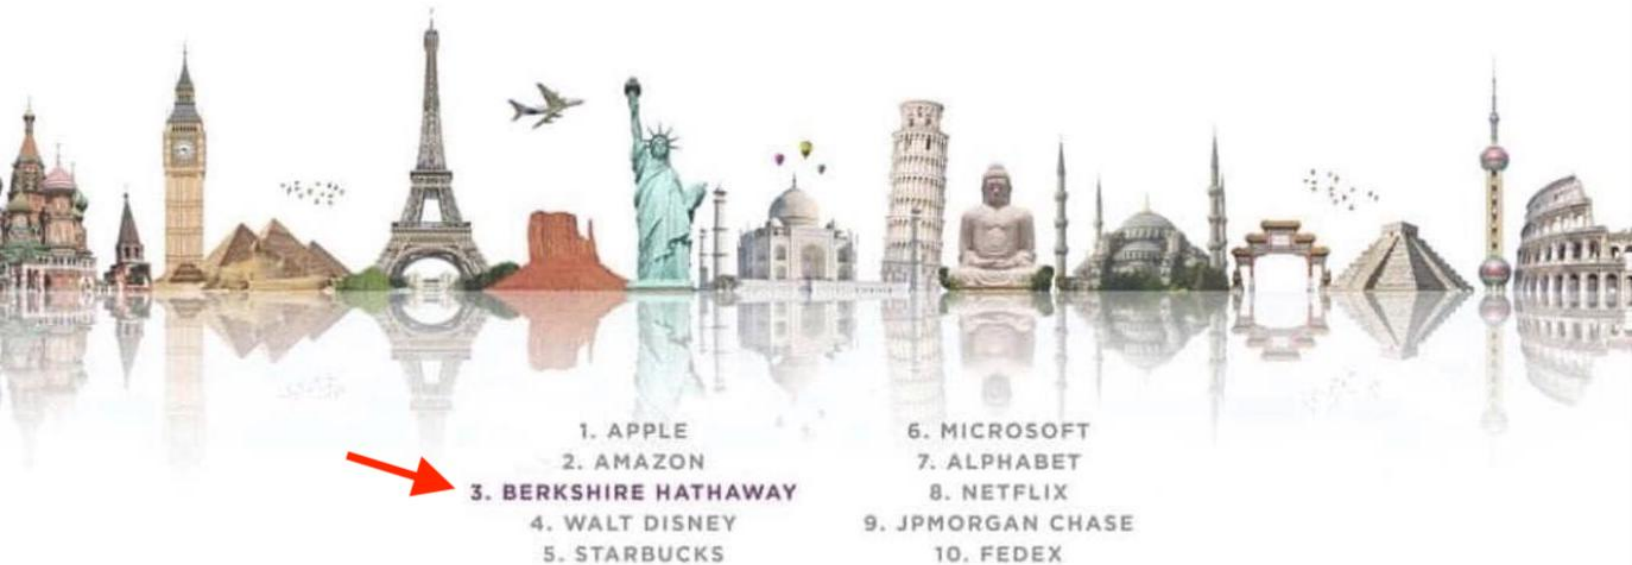 1. APPLE
2. AMAZON
3. BERKSHIRE HATHAWAY
4. WALT DISNEY
5. STARBUCKS
6. MICROSOFT
7. ALPHABET
8. NETFLIX
9. JPMORGAN CHASE
10. FEDEX